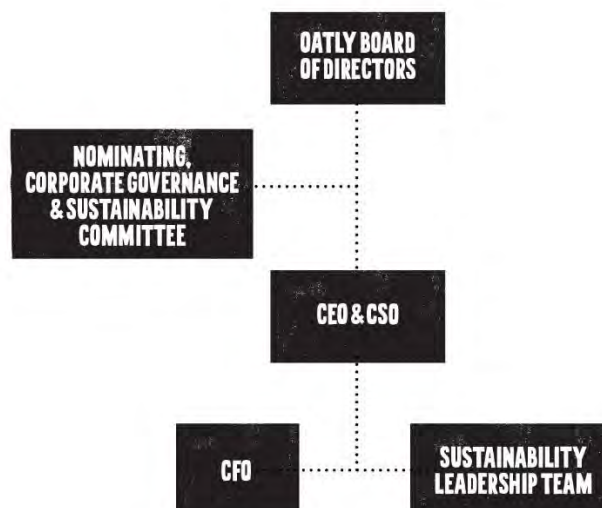 OATLY BOARD
OF DIRECTORS
NOMINATING,
CORPORATE GOVERNANCE
& SUSTAINABILITY
COMMITTEE
CEO & CSO
CFO
SUSTAINABILITY
LEADERSHIP TEAM